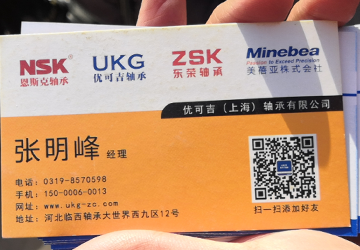 NSK UKG ZSK Minebea
Passion to Exceed Precision
恩斯克轴承 优可吉轴承 东荣轴承 美蓓亚株式会社
优可吉（上海）轴承有限公司
张明峰 经理
电话：0319-8570598
手机：150-0006-0013
网址：www.ukg-zc.com
地址：河北临西轴承大世界西九区12号
扫一扫添加好友